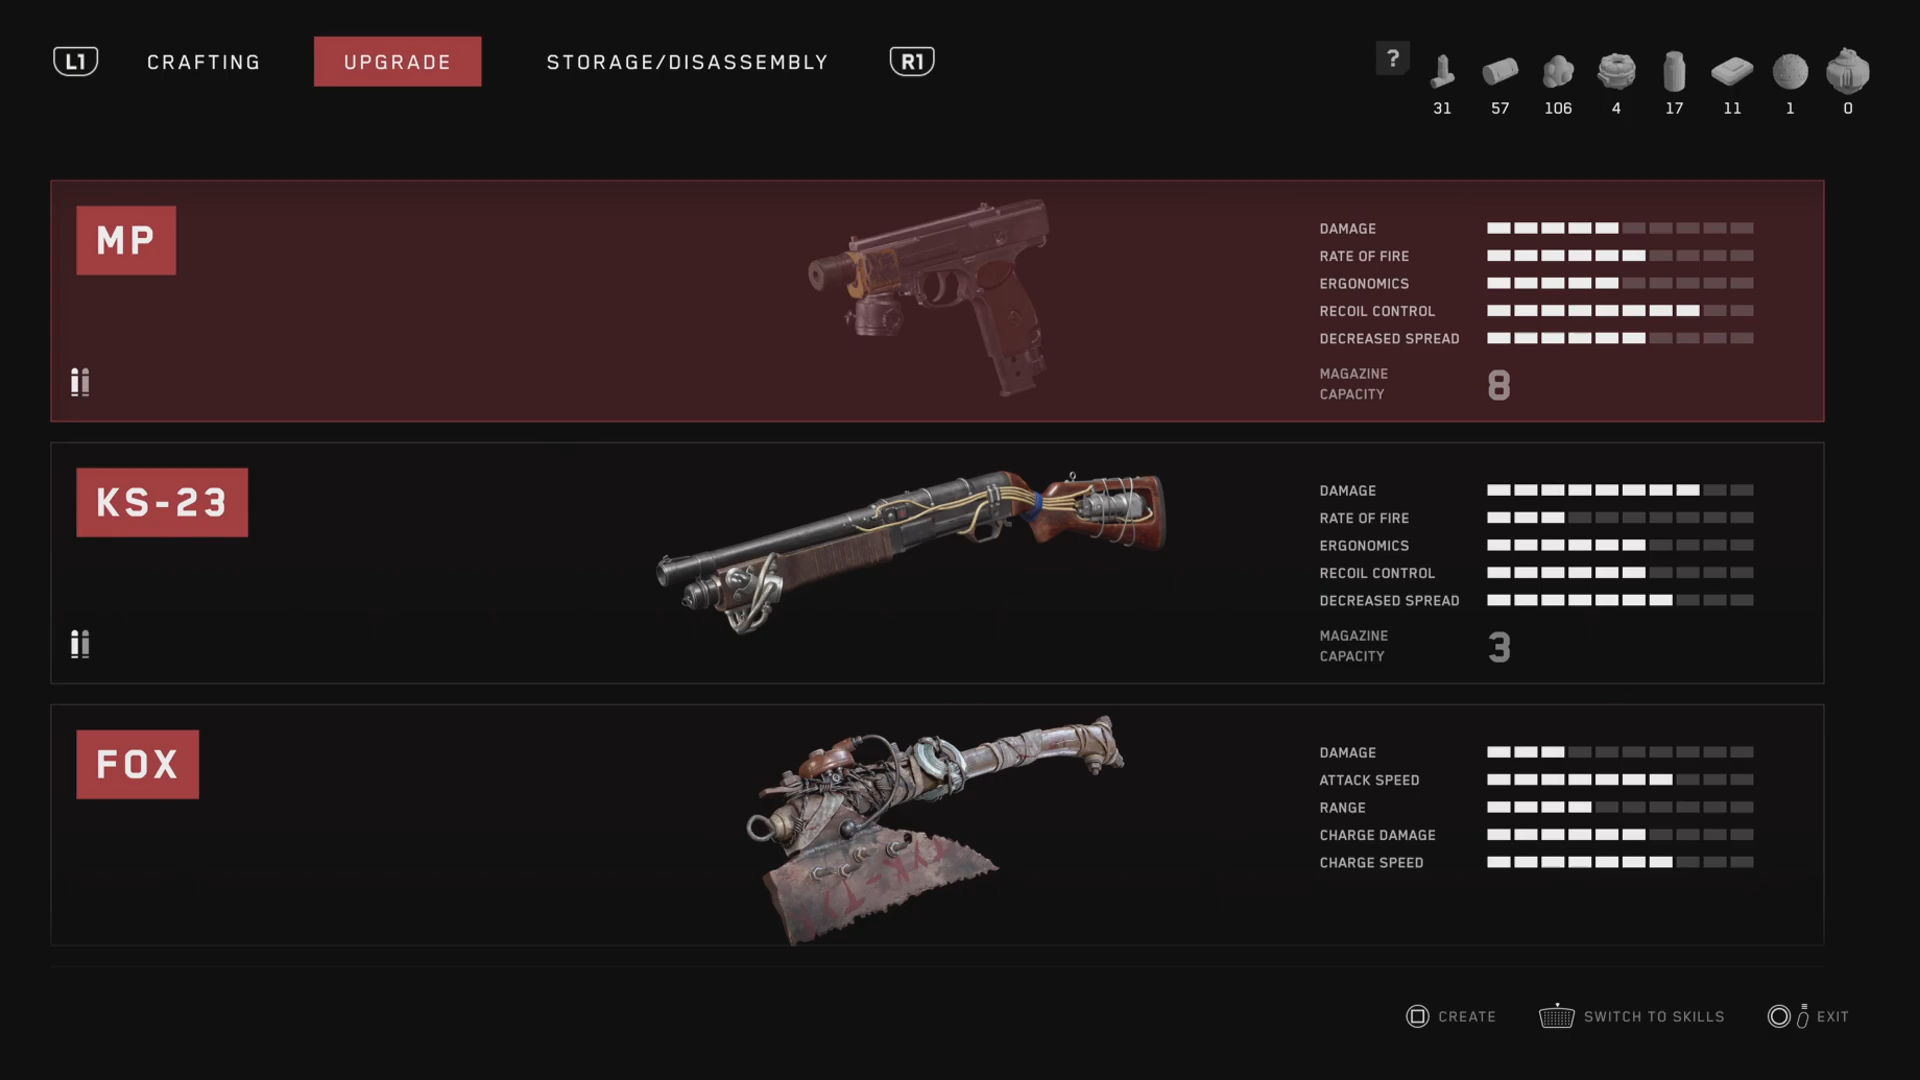 L1 CRAFTING UPGRADE STORAGE/DISASSEMBLY R1 ?
31 57 106 4 17 11 1 0
MP
DAMAGE
RATE OF FIRE
ERGONOMICS
RECOIL CONTROL
DECREASED SPREAD
MAGAZINE
CAPACITY
8
KS-23
DAMAGE
RATE OF FIRE
ERGONOMICS
RECOIL CONTROL
DECREASED SPREAD
MAGAZINE
CAPACITY
3
FOX
DAMAGE
ATTACK SPEED
RANGE
CHARGE DAMAGE
CHARGE SPEED
CREATE SWITCH TO SKILLS EXIT